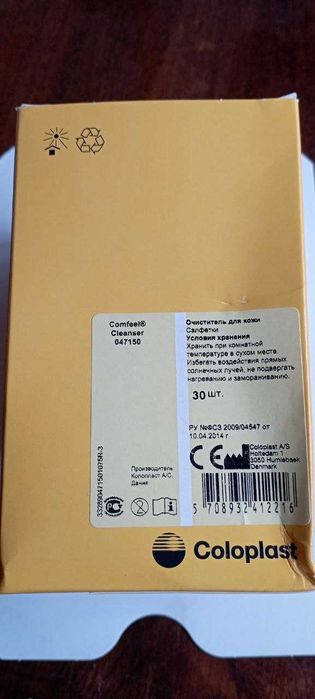 Comfeel®
Cleanser
047150
Очиститель для кожи
Салфетки
Условия хранения
Хранить при комнатной
температуре в сухом месте.
Избегать воздействия прямых
солнечных лучей, не подвергать
нагреванию и замораживанию.
30 шт.
РУ №ФСЗ 2009/04547 от
10.04.2014 г
CE
Coloplast A/S
Holtedam 1
3050 Humlebaek
Denmark
Производитель:
Колопласт А/С,
Дания
5 708932 412216
Coloplast